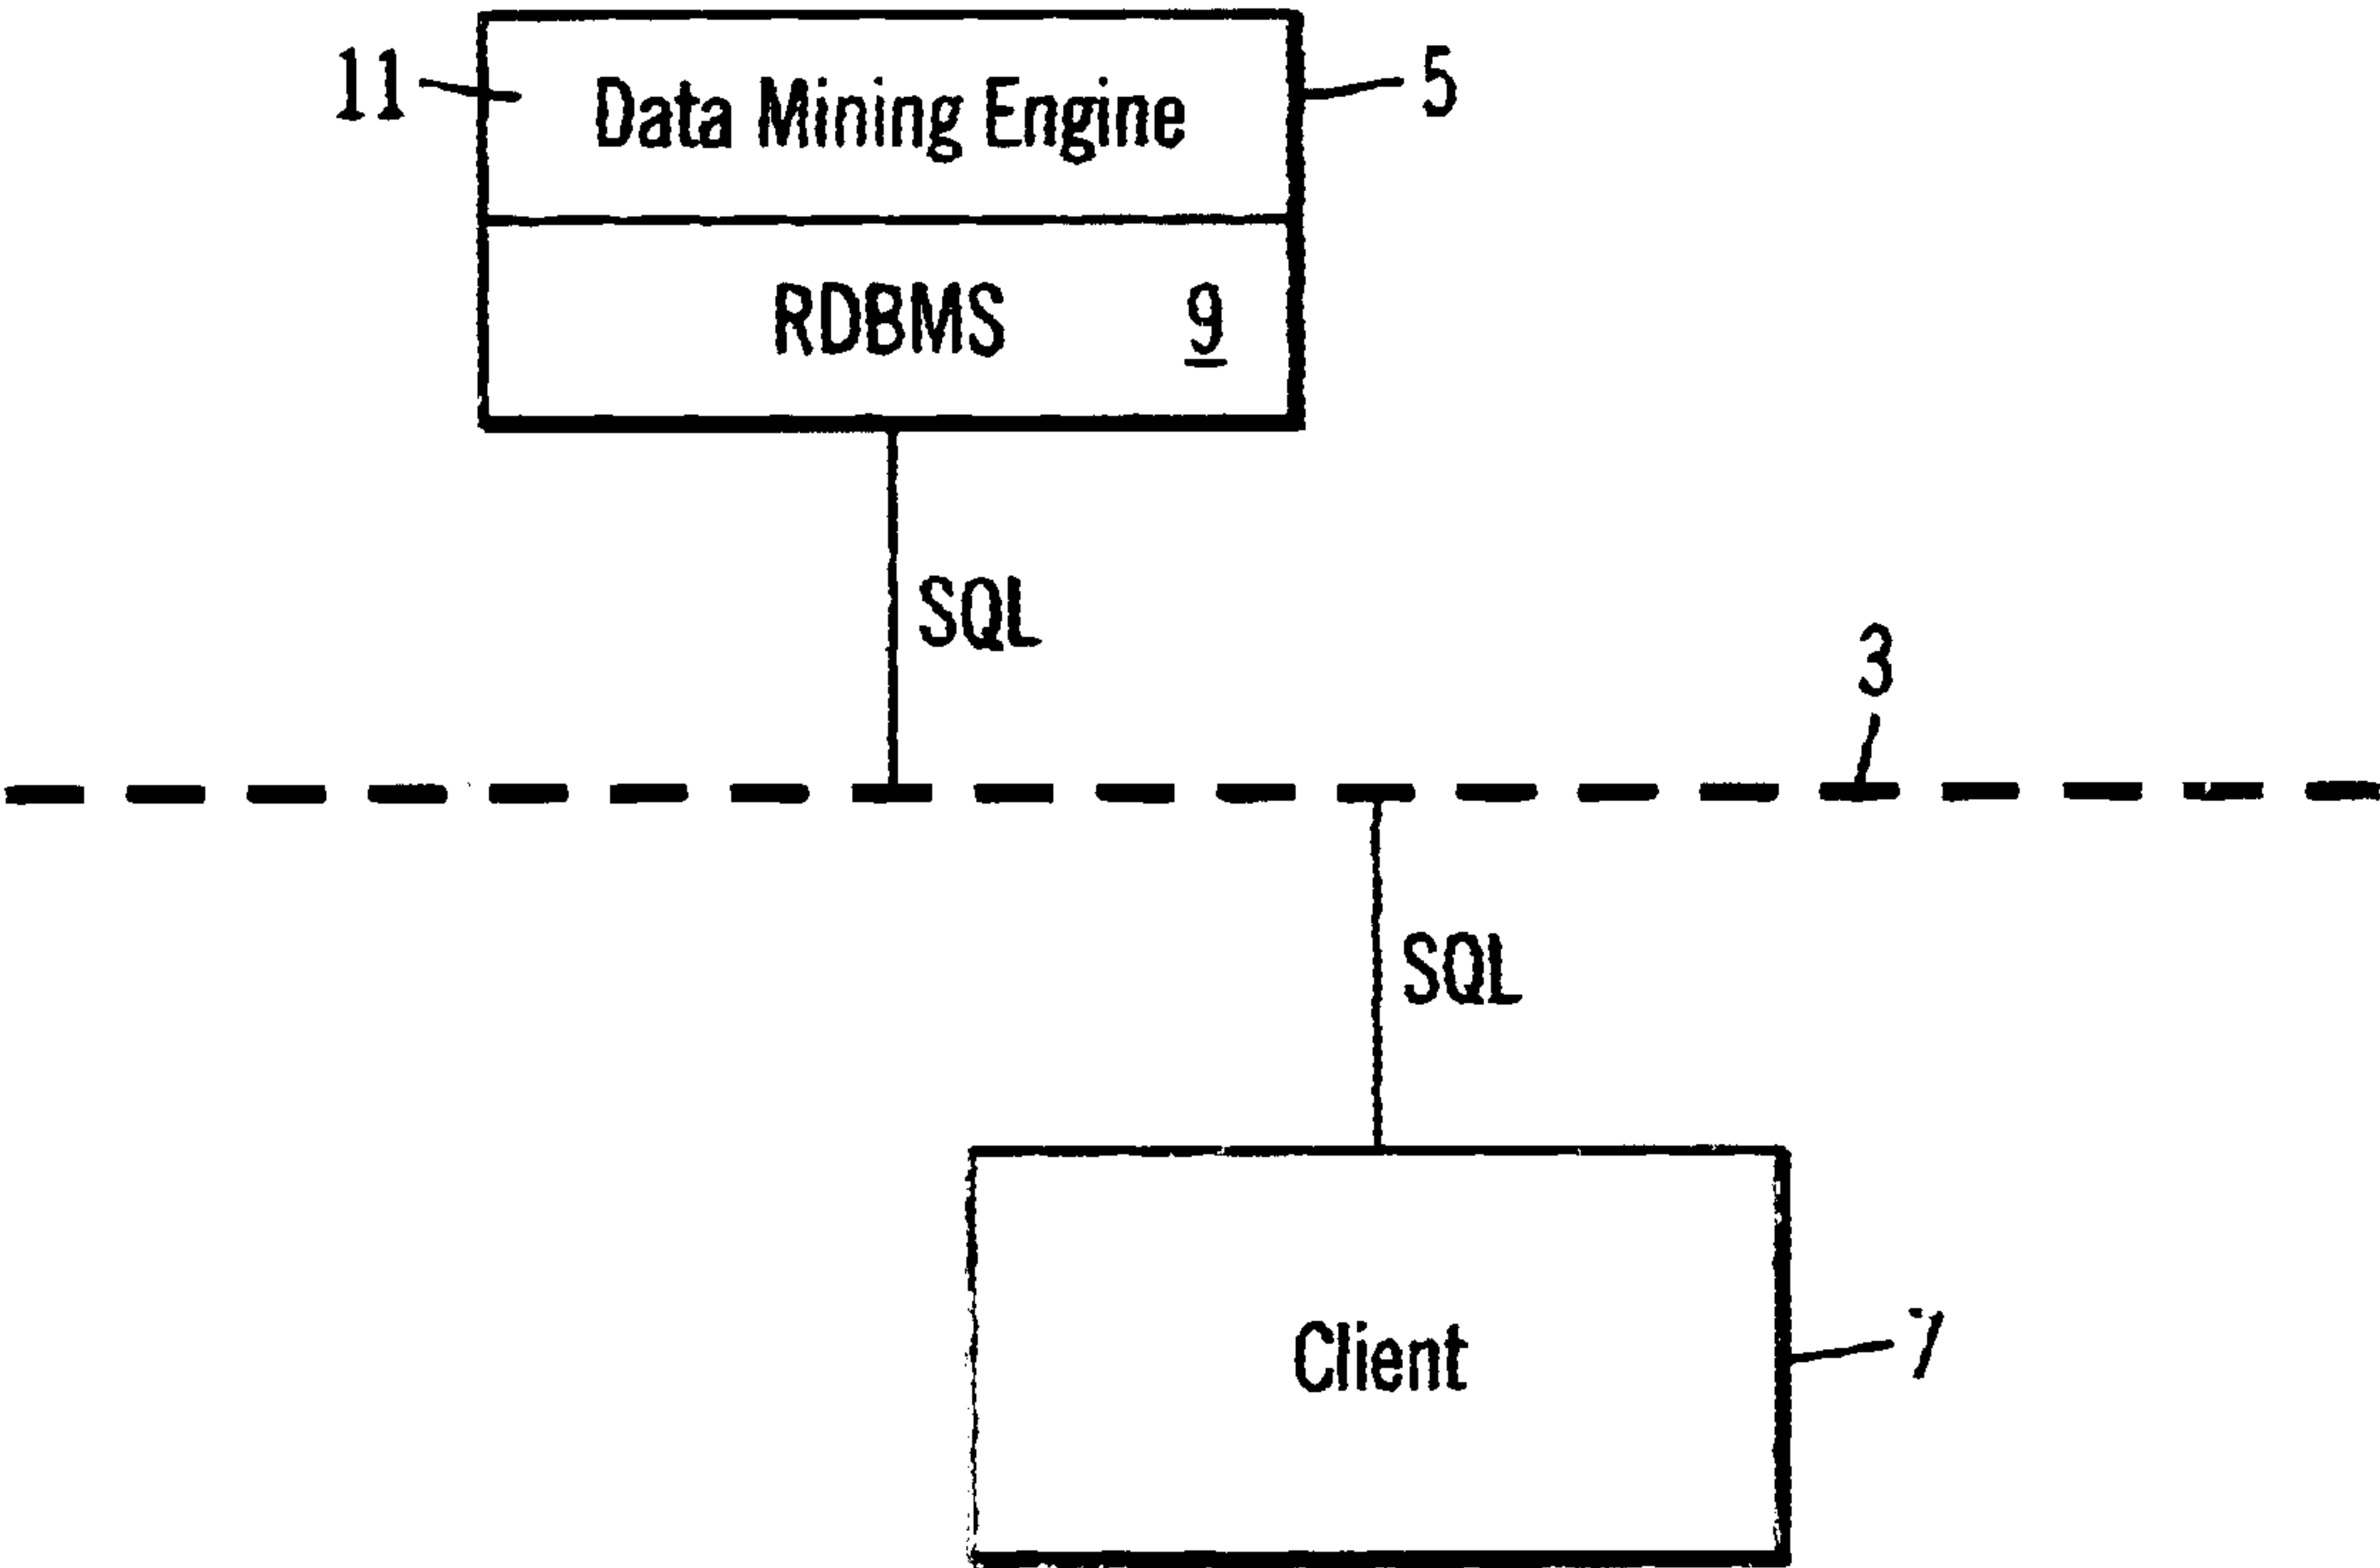 11
Data Mining Engine
5
RDBMS 9
SQL
3
SQL
Client
7